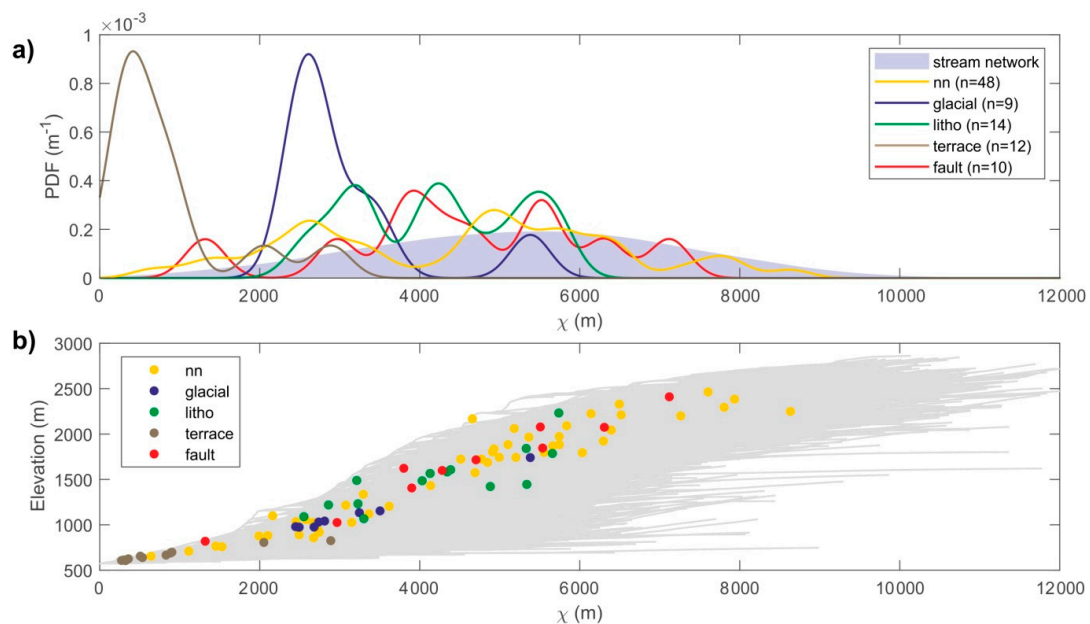 a)
×10⁻³
1
0.8
0.6
0.4
0.2
0
PDF (m⁻¹)
stream network
nn (n=48)
glacial (n=9)
litho (n=14)
terrace (n=12)
fault (n=10)
0 2000 4000 6000 8000 10000 12000
χ (m)
b)
3000
2500
2000
1500
1000
500
Elevation (m)
nn
glacial
litho
terrace
fault
0 2000 4000 6000 8000 10000 12000
χ (m)